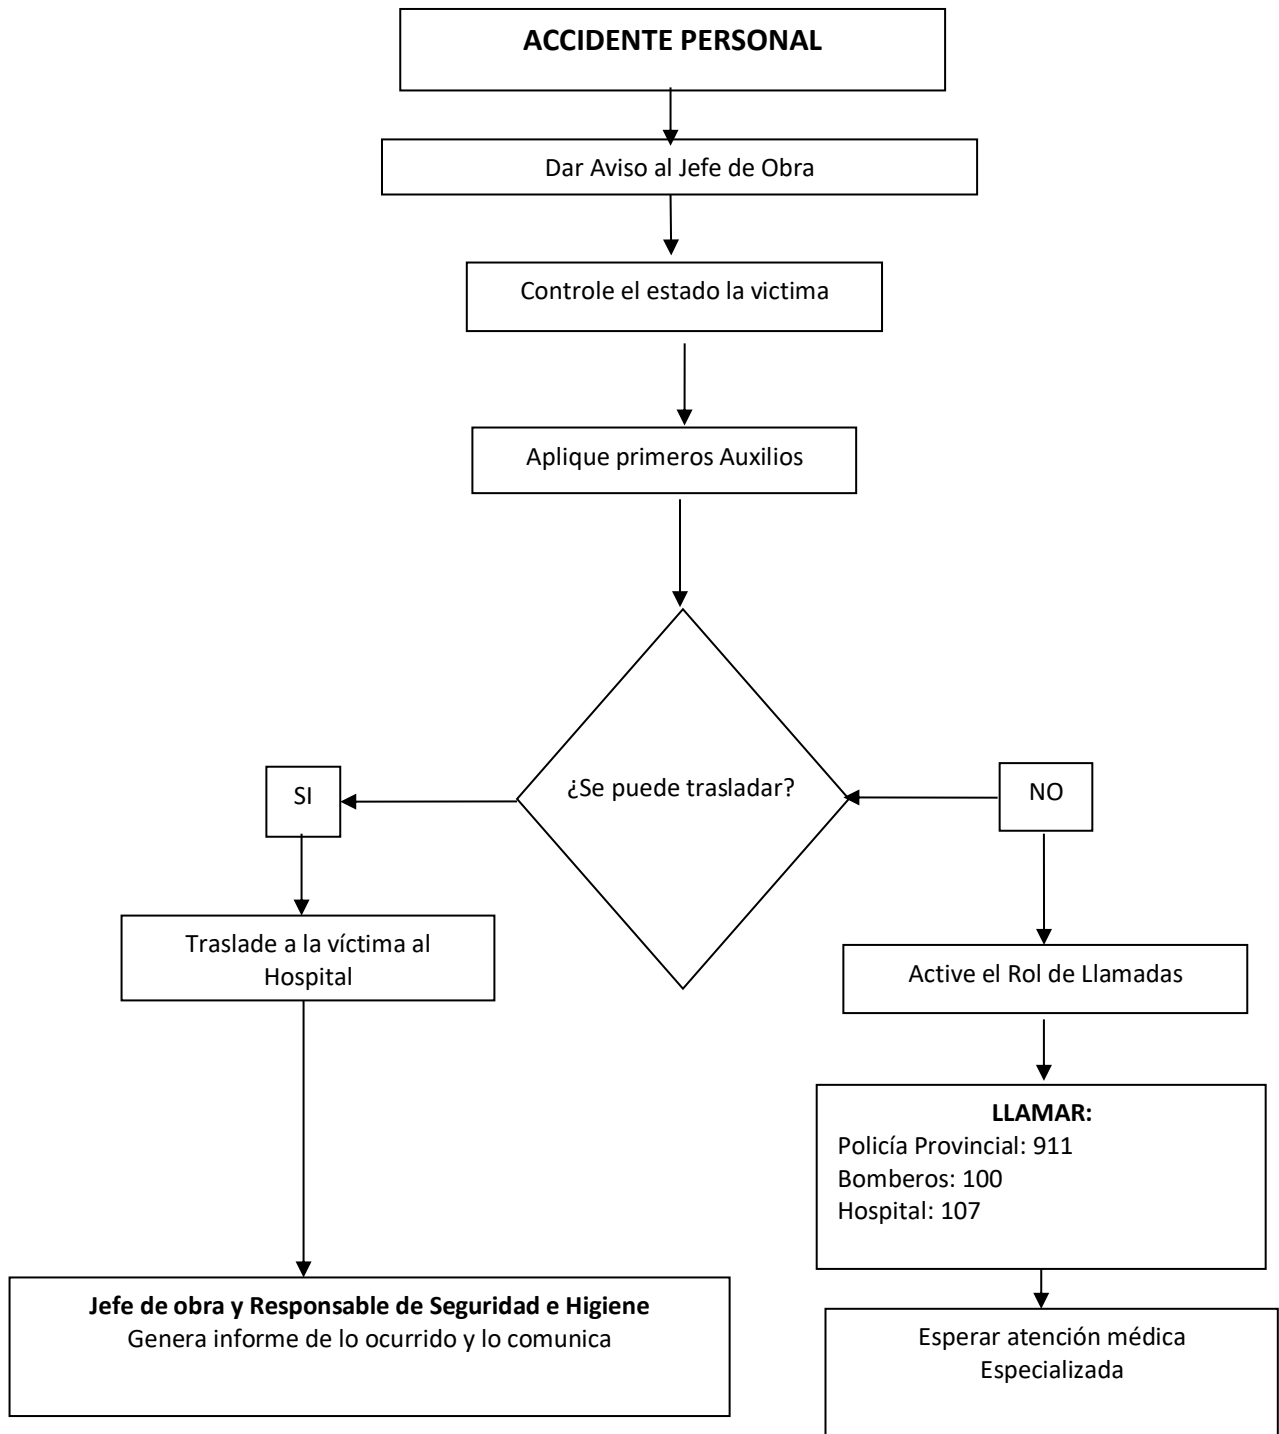 ACCIDENTE PERSONAL
Dar Aviso al Jefe de Obra
Controle el estado la victima
Aplique primeros Auxilios
¿Se puede trasladar?
SI
NO
Traslade a la víctima al
Hospital
Active el Rol de Llamadas
LLAMAR:
Policía Provincial: 911
Bomberos: 100
Hospital: 107
Jefe de obra y Responsable de Seguridad e Higiene
Genera informe de lo ocurrido y lo comunica
Esperar atención médica
Especializada